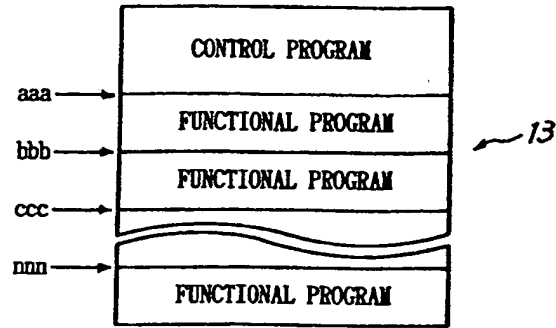 CONTROL PROGRAM
aaa
FUNCTIONAL PROGRAM
13
bbb
FUNCTIONAL PROGRAM
ccc
nnn
FUNCTIONAL PROGRAM